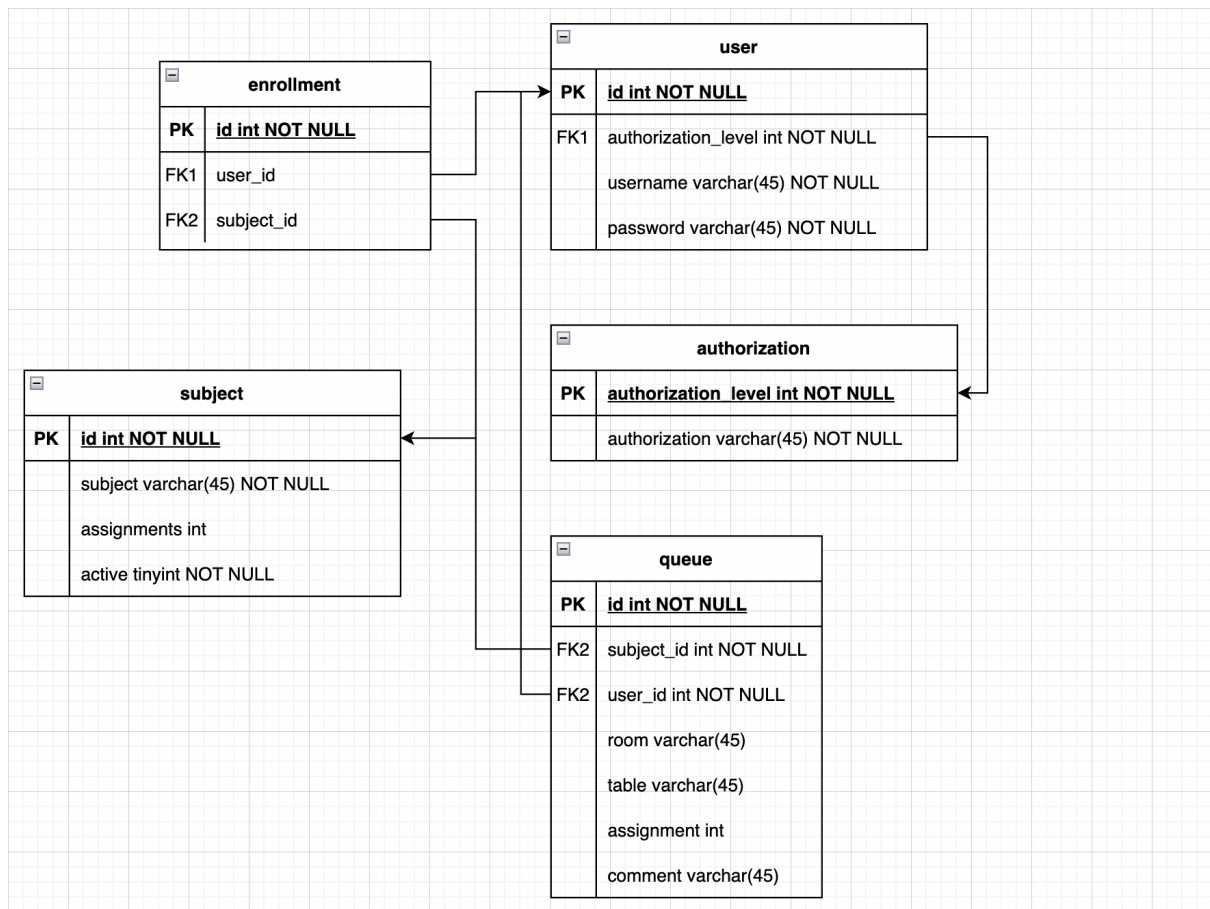 enrollment
PK id int NOT NULL
FK1 user_id
FK2 subject_id
user
PK id int NOT NULL
FK1 authorization_level int NOT NULL
username varchar(45) NOT NULL
password varchar(45) NOT NULL
authorization
PK authorization_level int NOT NULL
authorization varchar(45) NOT NULL
subject
PK id int NOT NULL
subject varchar(45) NOT NULL
assignments int
active tinyint NOT NULL
queue
PK id int NOT NULL
FK2 subject_id int NOT NULL
FK2 user_id int NOT NULL
room varchar(45)
table varchar(45)
assignment int
comment varchar(45)